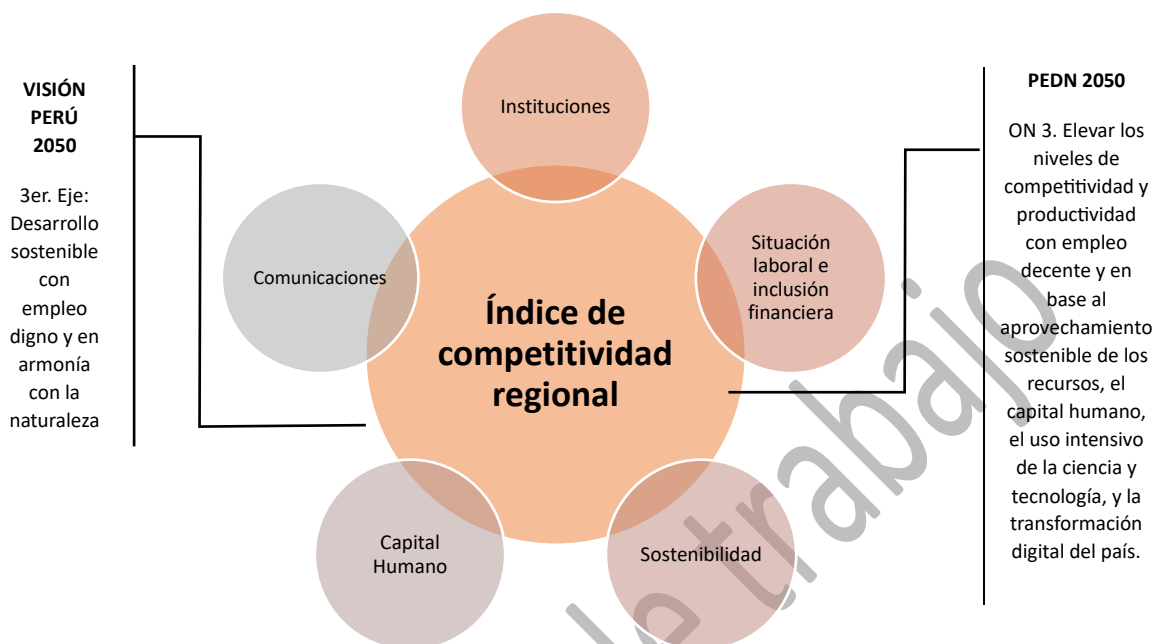 VISIÓN
PERÚ
2050
3er. Eje:
Desarrollo
sostenible
con
empleo
digno y en
armonía
con la
naturaleza
Instituciones
Comunicaciones
Situación
laboral e
inclusión
financiera
Índice de
competitividad
regional
Capital
Humano
Sostenibilidad
PEDN 2050
ON 3. Elevar los
niveles de
competitividad y
productividad
con empleo
decente y en
base al
aprovechamiento
sostenible de los
recursos, el
capital humano,
el uso intensivo
de la ciencia y
tecnología, y la
transformación
digital del país.
de trabajo